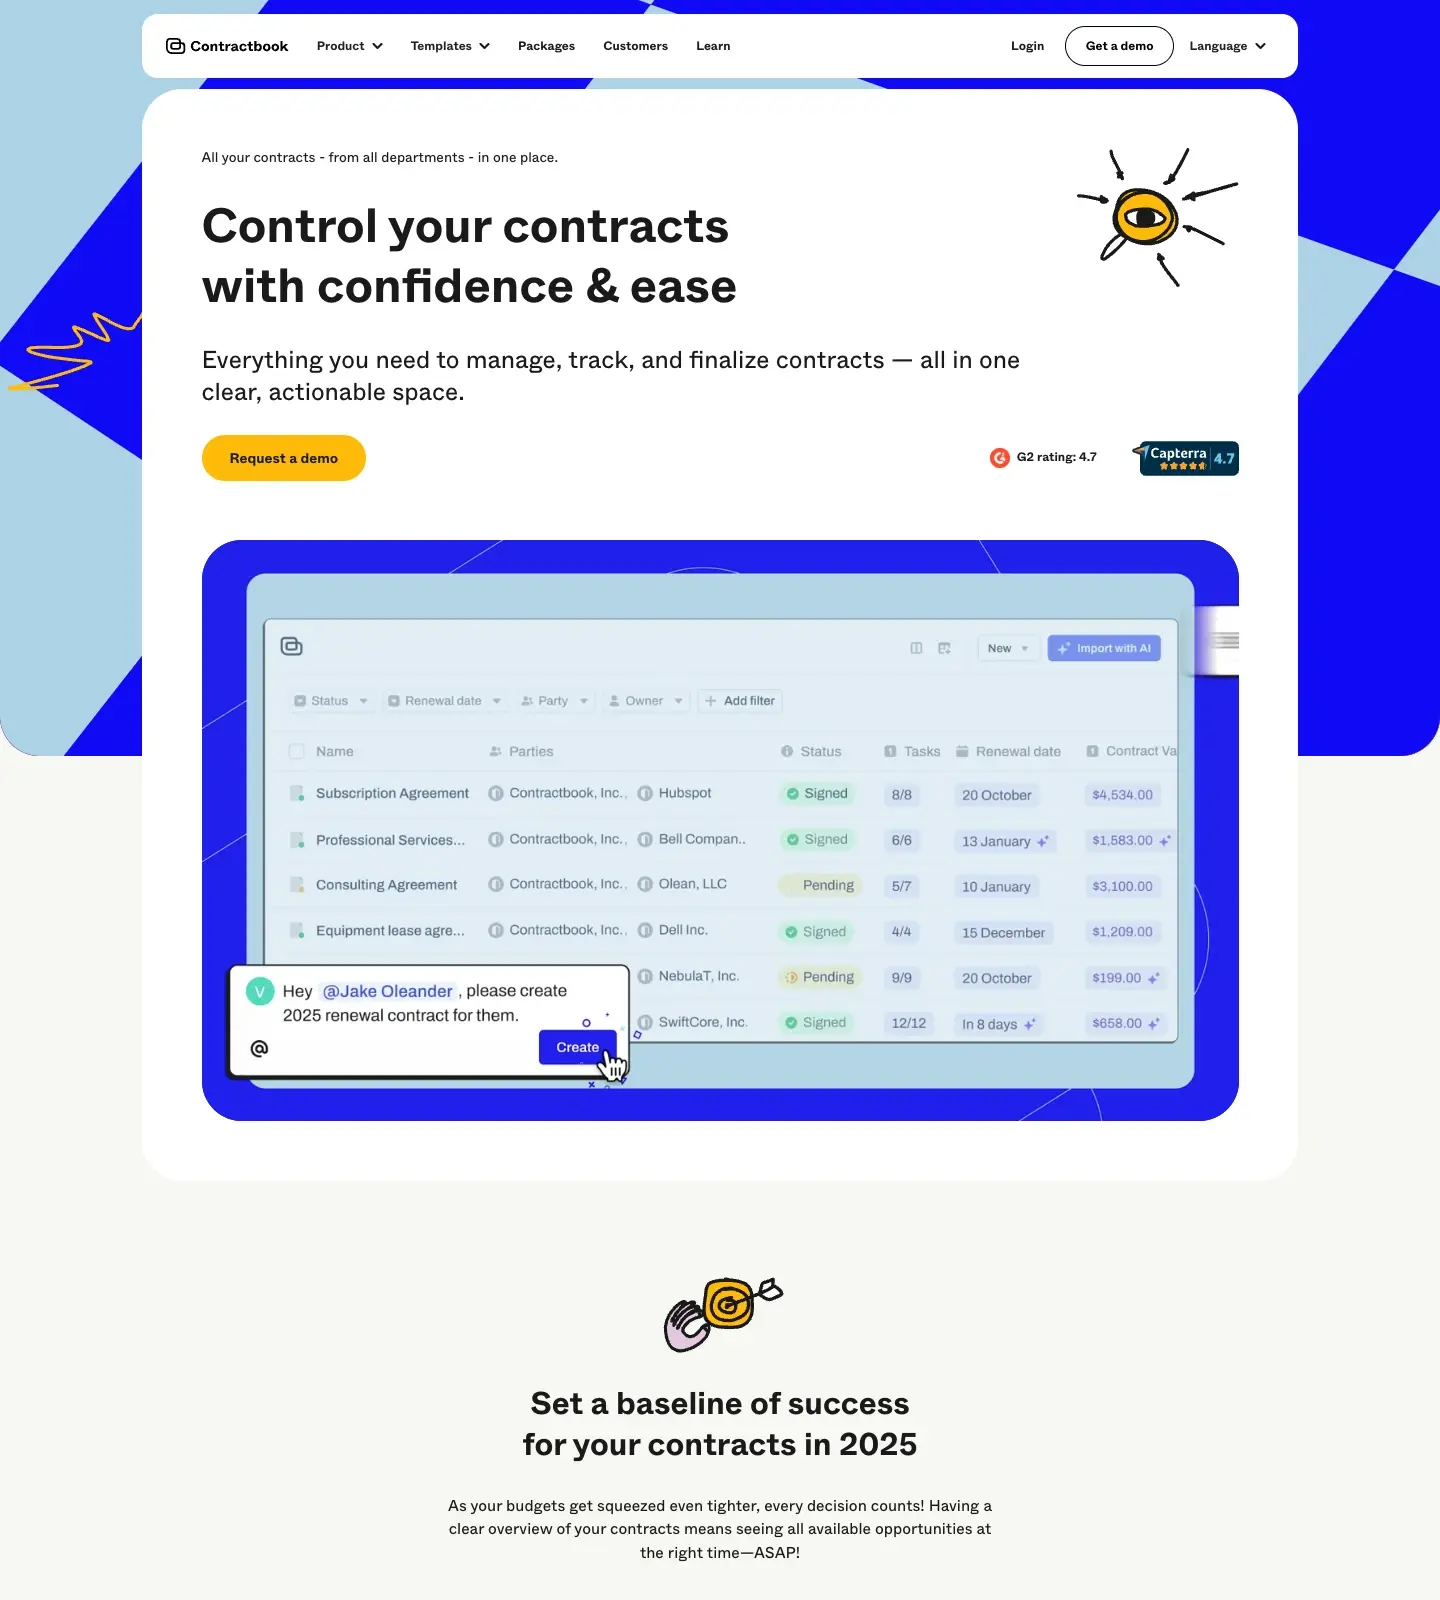 Contractbook Product Templates Packages Customers Learn Login Get a demo Language
All your contracts - from all departments - in one place.
Control your contracts
with confidence & ease
Everything you need to manage, track, and finalize contracts — all in one
clear, actionable space.
Request a demo
G2 rating: 4.7
Capterra 4.7
New Import with AI
Status Renewal date Party Owner Add filter
Name Parties Status Tasks Renewal date Contract Va
Subscription Agreement Contractbook, Inc., Hubspot Signed 8/8 20 October $4,534.00
Professional Services... Contractbook, Inc., Bell Compan.. Signed 6/6 13 January $1,583.00
Consulting Agreement Contractbook, Inc., Olean, LLC Pending 5/7 10 January $3,100.00
Equipment lease agre... Contractbook, Inc., Dell Inc. Signed 4/4 15 December $1,209.00
NebulaT, Inc. Pending 9/9 20 October $199.00
SwiftCore, Inc. Signed 12/12 In 8 days $658.00
V Hey @Jake Oleander , please create
2025 renewal contract for them.
@ Create
Set a baseline of success
for your contracts in 2025
As your budgets get squeezed even tighter, every decision counts! Having a
clear overview of your contracts means seeing all available opportunities at
the right time—ASAP!